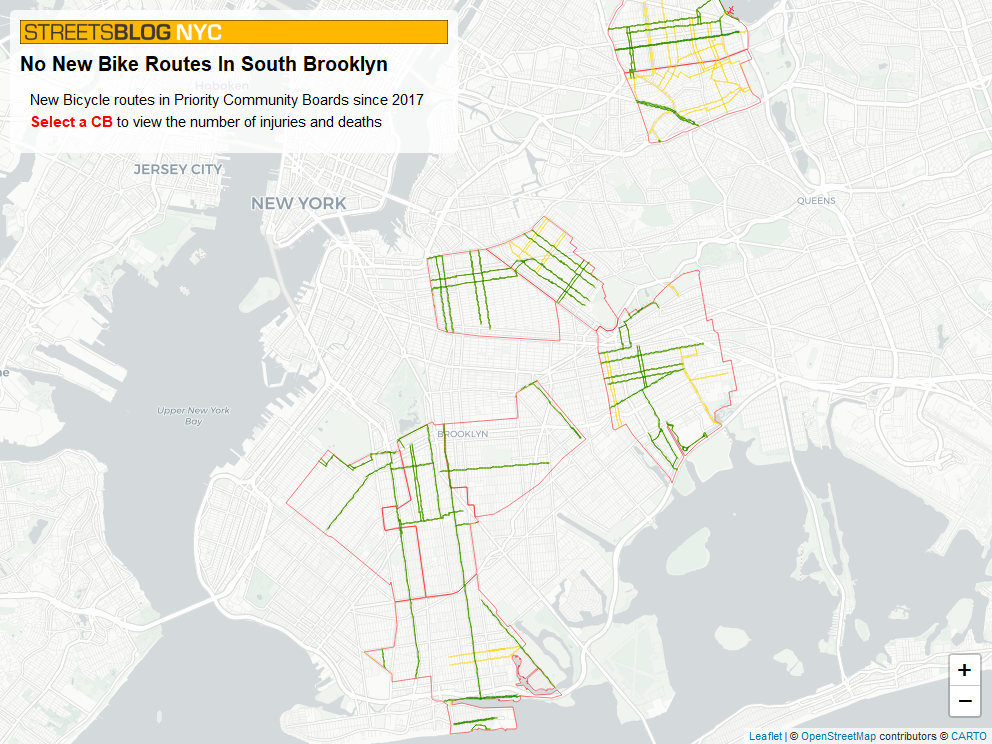 STREETSBLOG NYC
No New Bike Routes In South Brooklyn
Hoboken
New Bicycle routes in Priority Community Boards since 2017
Select a CB to view the number of injuries and deaths
JERSEY CITY
NEW YORK
QUEENS
Upper New York
Bay
BROOKLYN
+
−
Leaflet | © OpenStreetMap contributors © CARTO